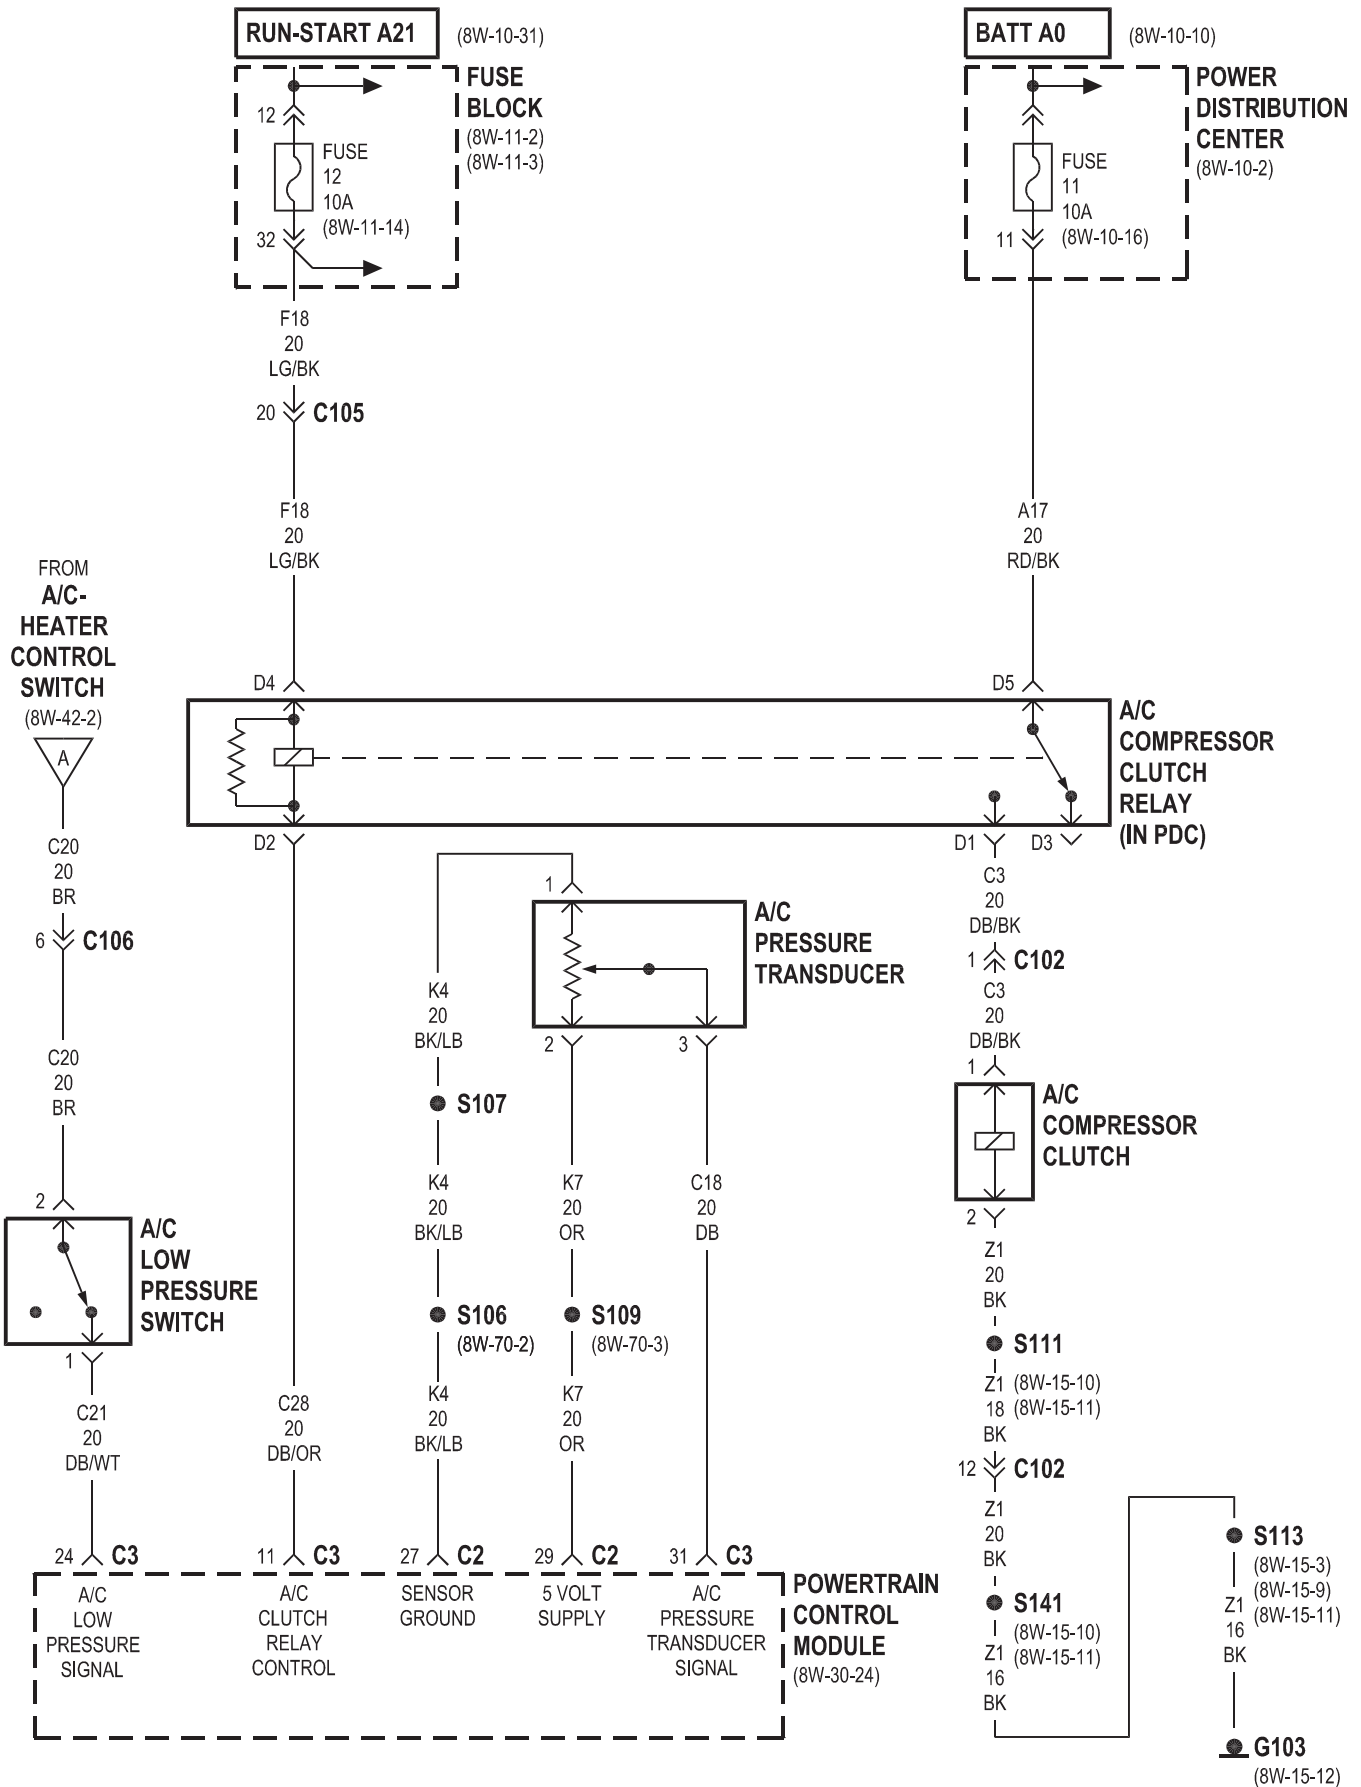 RUN-START A21
(8W-10-31)
BATT A0
(8W-10-10)
FUSE
BLOCK
(8W-11-2)
(8W-11-3)
12
FUSE
12
10A
(8W-11-14)
32
POWER
DISTRIBUTION
CENTER
(8W-10-2)
FUSE
11
10A
(8W-10-16)
11
F18
20
LG/BK
20
C105
F18
20
LG/BK
A17
20
RD/BK
FROM
A/C-
HEATER
CONTROL
SWITCH
(8W-42-2)
A
D4
D5
A/C
COMPRESSOR
CLUTCH
RELAY
(IN PDC)
D2
D1
D3
C20
20
BR
6
C106
C20
20
BR
2
A/C
LOW
PRESSURE
SWITCH
1
C21
20
DB/WT
C28
20
DB/OR
1
A/C
PRESSURE
TRANSDUCER
2
3
K4
20
BK/LB
S107
K4
20
BK/LB
S106
(8W-70-2)
K4
20
BK/LB
K7
20
OR
S109
(8W-70-3)
K7
20
OR
C18
20
DB
C3
20
DB/BK
1
C102
C3
20
DB/BK
1
A/C
COMPRESSOR
CLUTCH
2
Z1
20
BK
S111
(8W-15-10)
(8W-15-11)
Z1
18
BK
12
C102
Z1
20
BK
S141
(8W-15-10)
(8W-15-11)
Z1
16
BK
S113
(8W-15-3)
(8W-15-9)
(8W-15-11)
Z1
16
BK
G103
(8W-15-12)
24
C3
11
C3
27
C2
29
C2
31
C3
A/C
LOW
PRESSURE
SIGNAL
A/C
CLUTCH
RELAY
CONTROL
SENSOR
GROUND
5 VOLT
SUPPLY
A/C
PRESSURE
TRANSDUCER
SIGNAL
POWERTRAIN
CONTROL
MODULE
(8W-30-24)